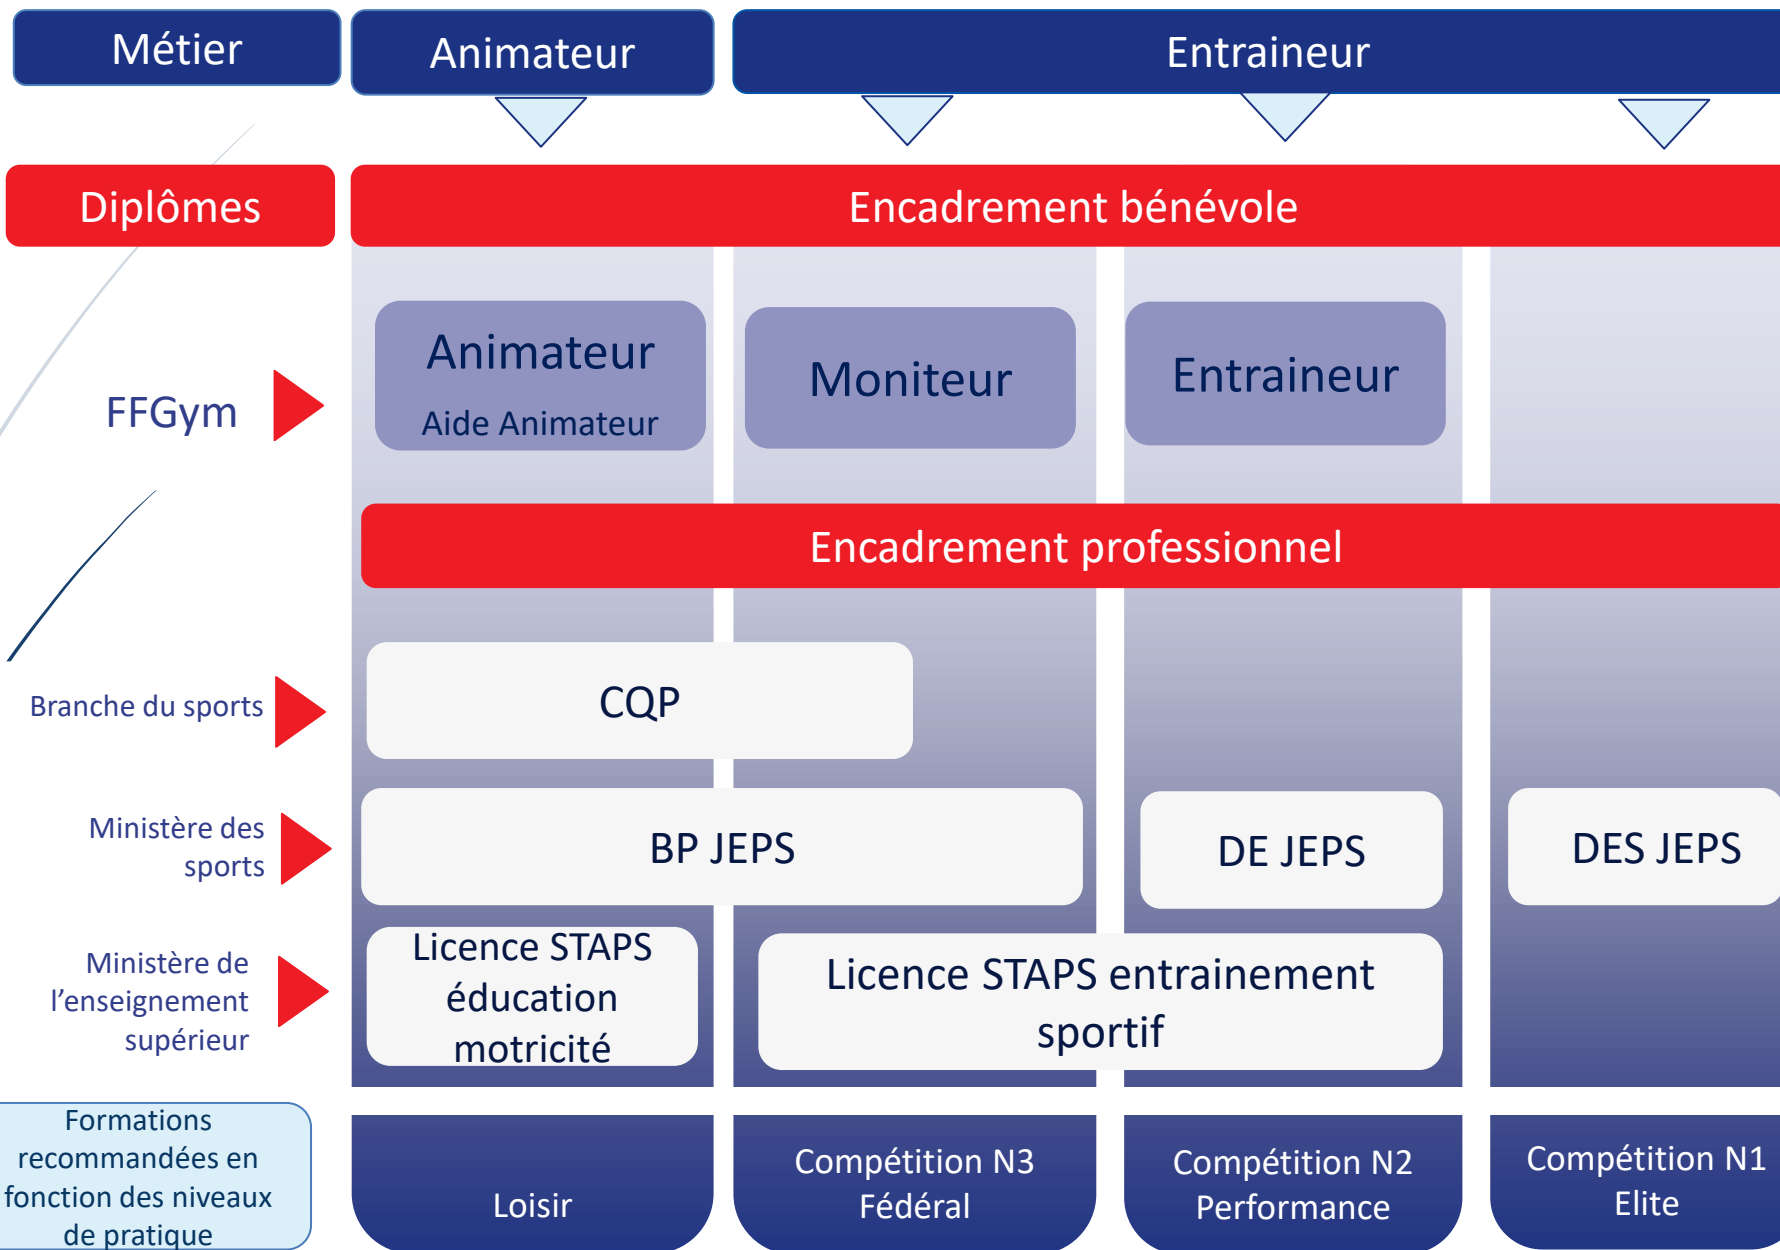 Métier
Animateur
Entraineur
Diplômes
Encadrement bénévole
FFGym
Animateur
Aide Animateur
Moniteur
Entraineur
Encadrement professionnel
Branche du sports
CQP
Ministère des
sports
BP JEPS
DE JEPS
DES JEPS
Ministère de
l'enseignement
supérieur
Licence STAPS
éducation
motricité
Licence STAPS entrainement
sportif
Formations
recommandées en
fonction des niveaux
de pratique
Loisir
Compétition N3
Fédéral
Compétition N2
Performance
Compétition N1
Elite